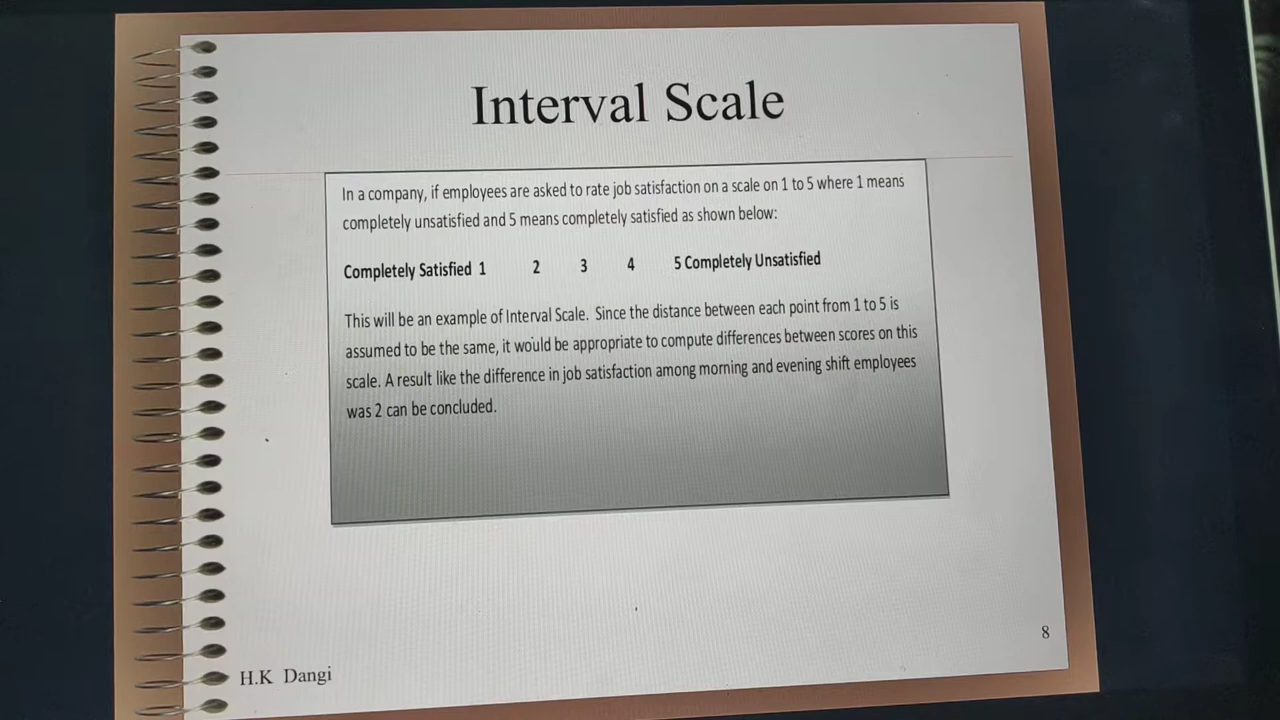 Interval Scale
In a company, if employees are asked to rate job satisfaction on a scale on 1 to 5 where 1 means
completely unsatisfied and 5 means completely satisfied as shown below:
Completely Satisfied 1 2 3 4 5 Completely Unsatisfied
This will be an example of Interval Scale. Since the distance between each point from 1 to 5 is
assumed to be the same, it would be appropriate to compute differences between scores on this
scale. A result like the difference in job satisfaction among morning and evening shift employees
was 2 can be concluded.
8
H.K Dangi